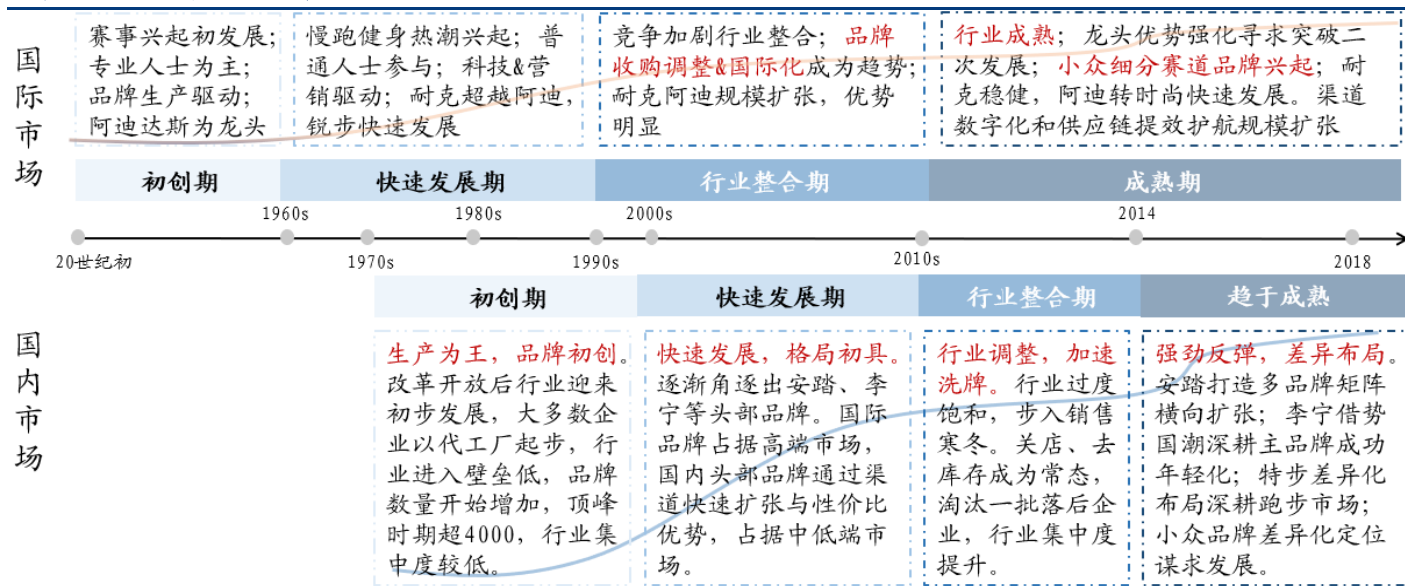 国际市场
赛事兴起初发展；
专业人士为主；
品牌生产驱动；
阿迪达斯为龙头
慢跑健身热潮兴起；普
通人士参与；科技&营
销驱动；耐克超越阿迪，
锐步快速发展
竞争加剧行业整合；品牌
收购调整&国际化成为趋势；
耐克阿迪规模扩张，优势
明显
行业成熟；龙头优势强化寻求突破二
次发展；小众细分赛道品牌兴起；耐
克稳健，阿迪转时尚快速发展。渠道
数字化和供应链提效护航规模扩张
初创期
快速发展期
行业整合期
成熟期
1960s
1980s
2000s
2014
20世纪初
1970s
1990s
2010s
2018
初创期
快速发展期
行业整合期
趋于成熟
国内市场
生产为王，品牌初创。
改革开放后行业迎来
初步发展，大多数企
业以代工厂起步，行
业进入壁垒低，品牌
数量开始增加，顶峰
时期超4000，行业集
中度较低。
快速发展，格局初具。
逐渐角逐出安踏、李
宁等头部品牌。国际
品牌占据高端市场，
国内头部品牌通过渠
道快速扩张与性价比
优势，占据中低端市
场。
行业调整，加速
洗牌。行业过度
饱和，步入销售
寒冬。关店、去
库存成为常态，
淘汰一批落后企
业，行业集中度
提升。
强劲反弹，差异布局。
安踏打造多品牌矩阵
横向扩张；李宁借势
国潮深耕主品牌成功
年轻化；特步差异化
布局深耕跑步市场；
小众品牌差异化定位
谋求发展。